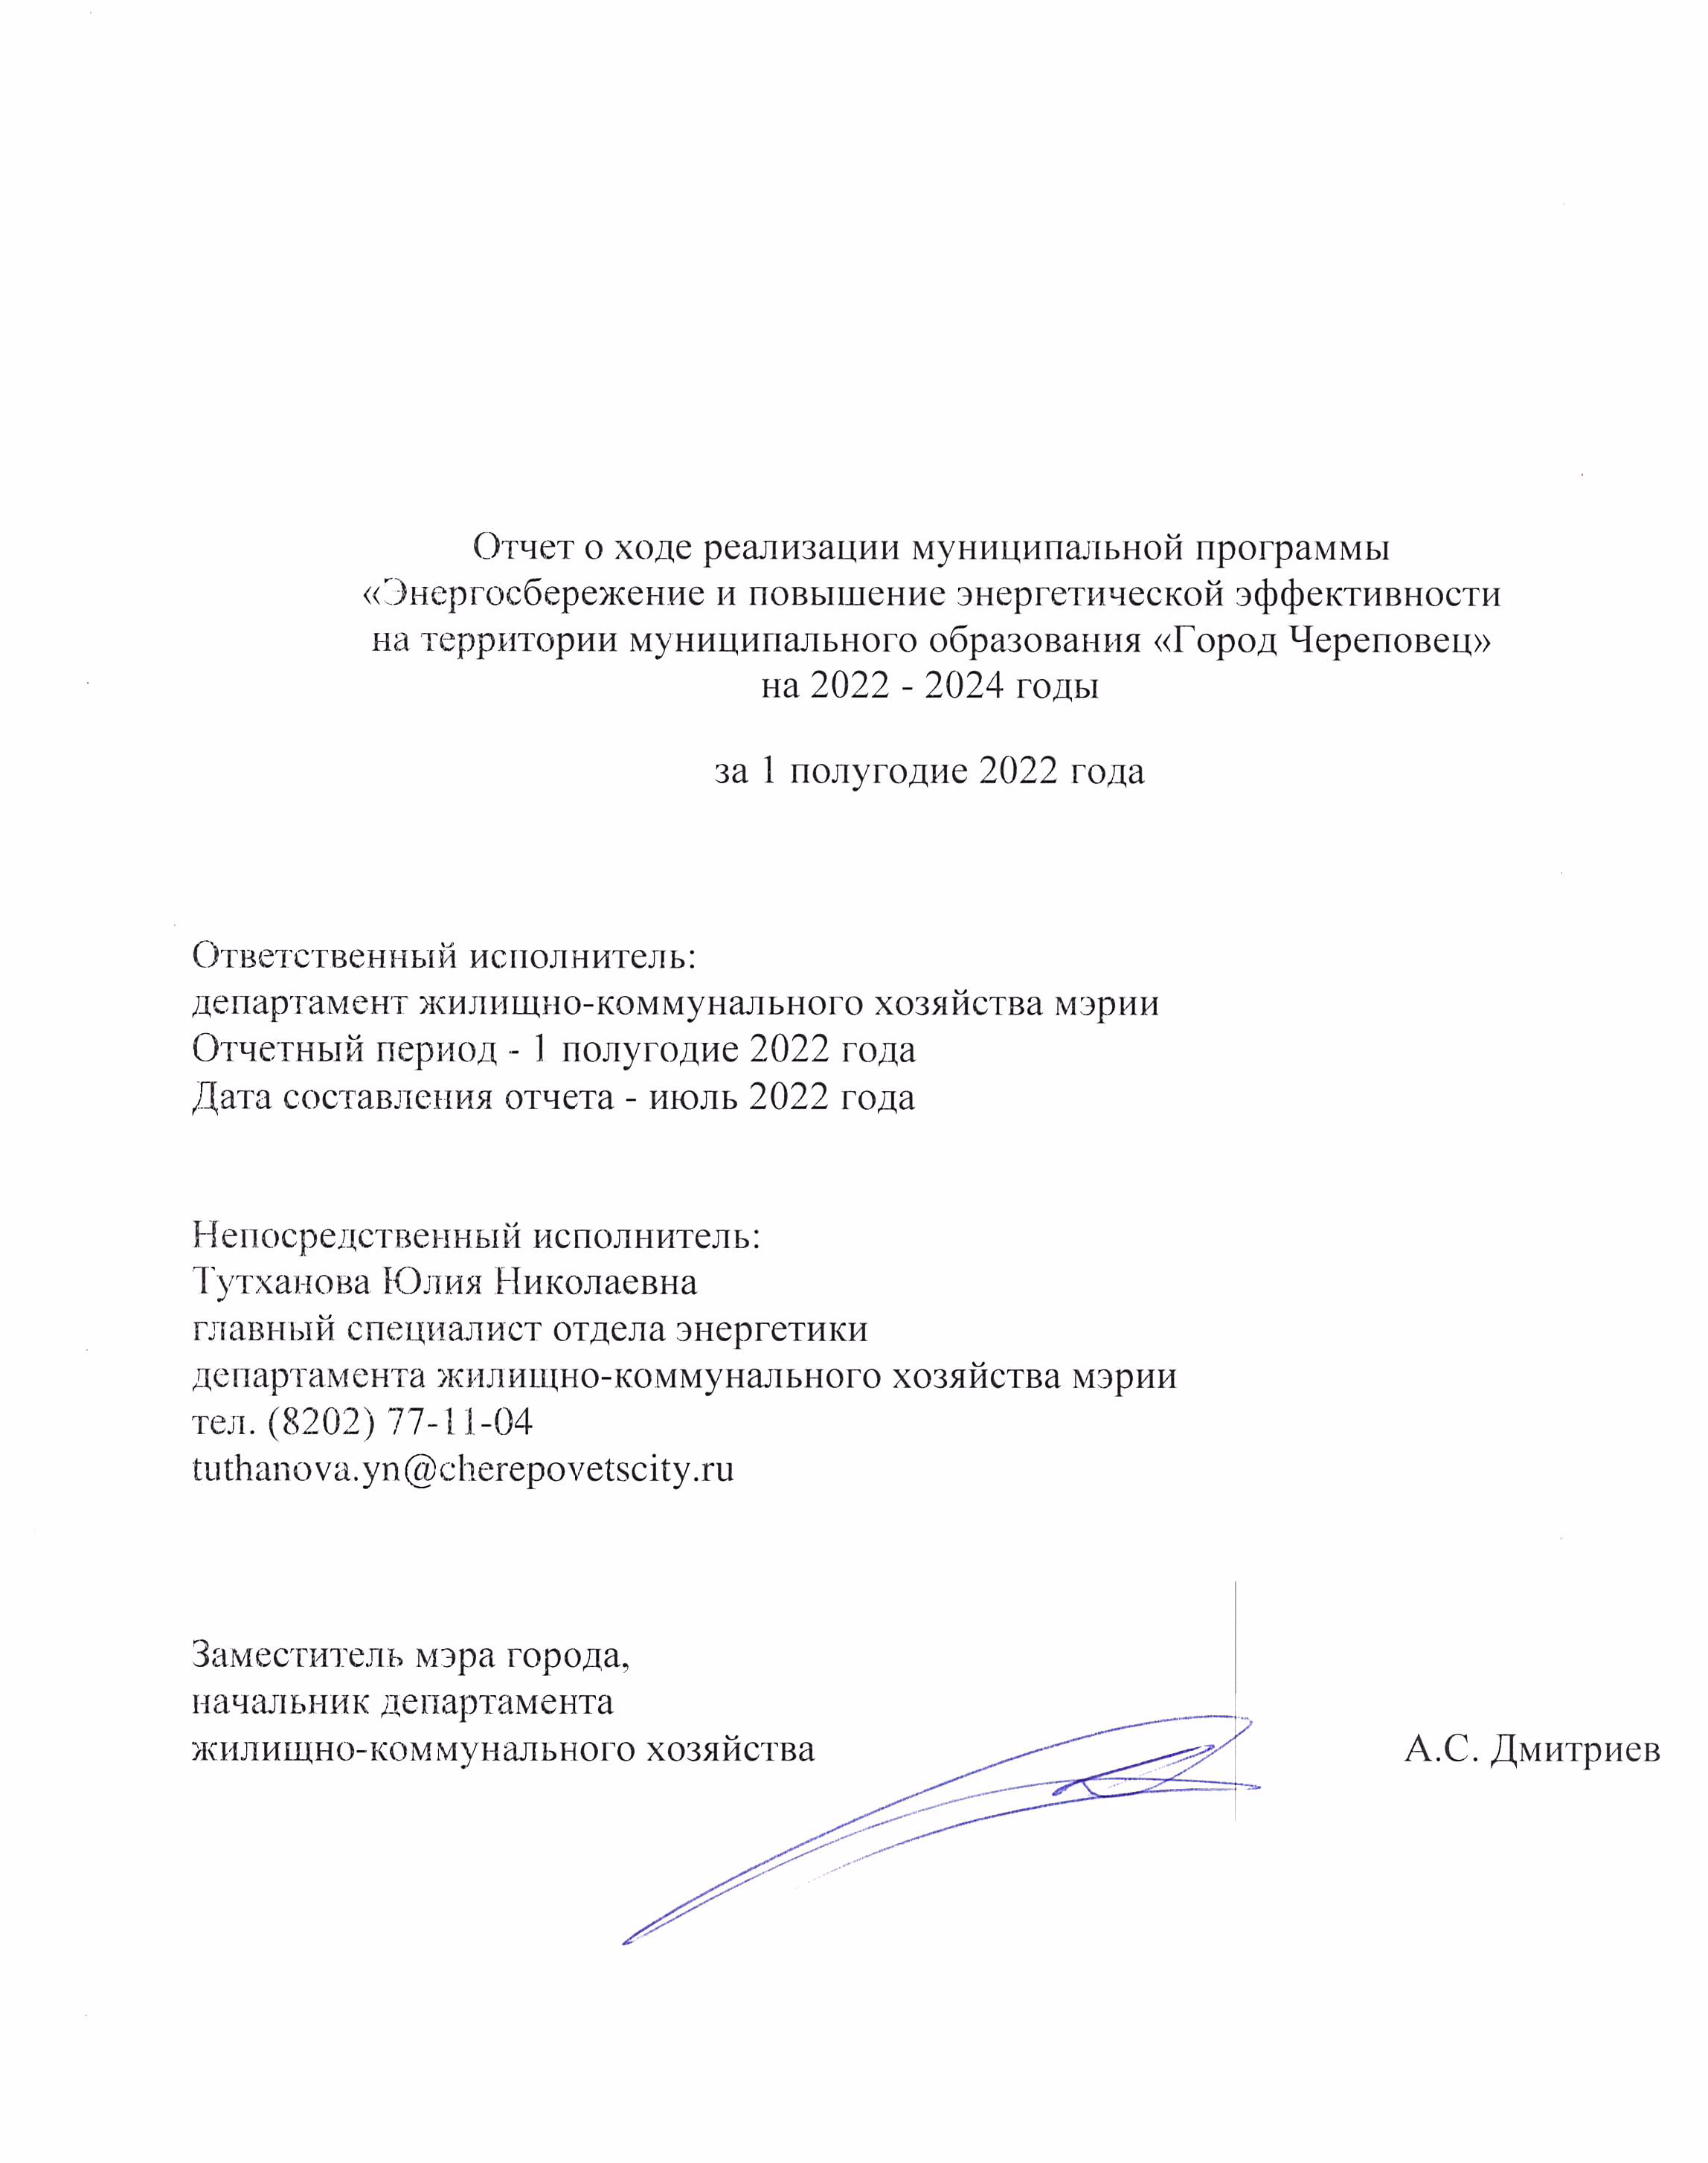 Отчет о ходе реализации муниципальной программы
«Энергосбережение и повышение энергетической эффективности
на территории муниципального образования «Город Череповец»
на 2022 - 2024 годы
за 1 полугодие 2022 года
Ответственный исполнитель:
департамент жилищно-коммунального хозяйства мэрии
Отчетный период - 1 полугодие 2022 года
Дата составления отчета - июль 2022 года
Непосредственный исполнитель:
Тутханова Юлия Николаевна
главный специалист отдела энергетики
департамента жилищно-коммунального хозяйства мэрии
тел. (8202) 77-11-04
tuthanova.yn@cherepovetscity.ru
Заместитель мэра города,
начальник департамента
жилищно-коммунального хозяйства А.С. Дмитриев